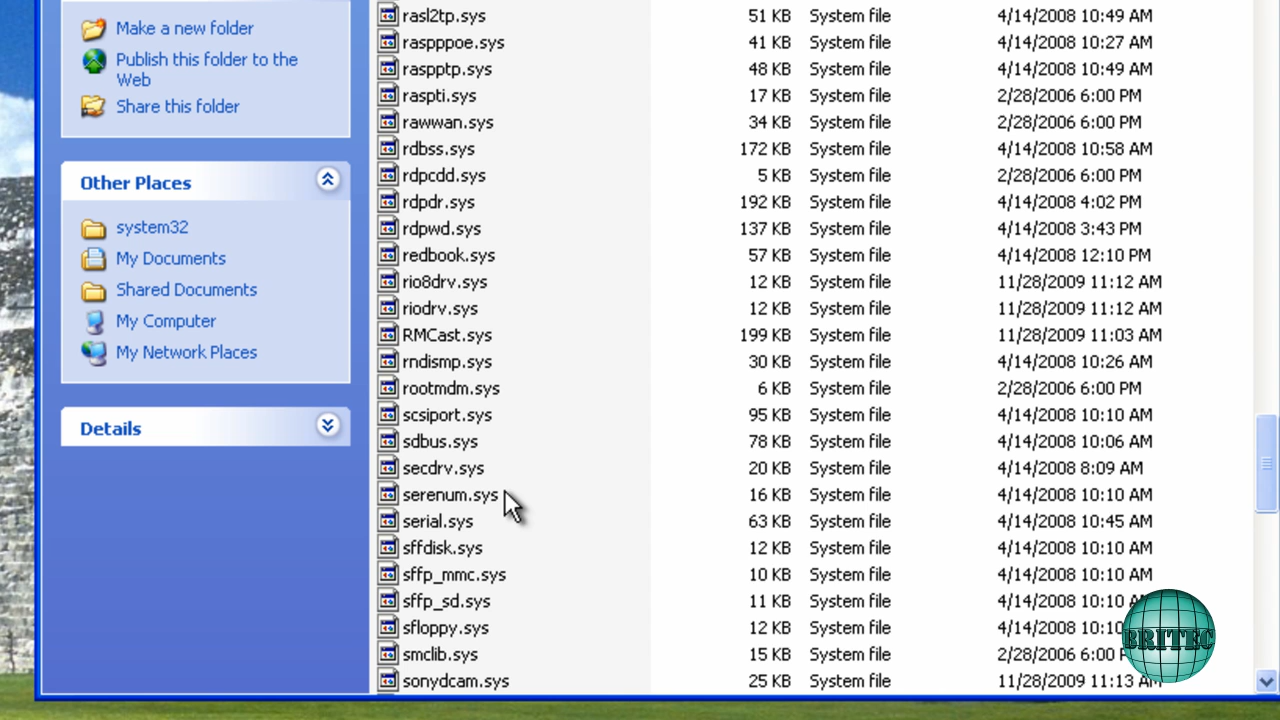 Make a new folder
Publish this folder to the
Web
Share this folder
Other Places
system32
My Documents
Shared Documents
My Computer
My Network Places
Details
rasl2tp.sys 51 KB System file 4/14/2008 10:49 AM
raspppoe.sys 41 KB System file 4/14/2008 10:27 AM
raspptp.sys 48 KB System file 4/14/2008 10:49 AM
raspti.sys 17 KB System file 2/28/2006 6:00 PM
rawwan.sys 34 KB System file 2/28/2006 6:00 PM
rdbss.sys 172 KB System file 4/14/2008 10:58 AM
rdpcdd.sys 5 KB System file 2/28/2006 6:00 PM
rdpdr.sys 192 KB System file 4/14/2008 4:02 PM
rdpwd.sys 137 KB System file 4/14/2008 3:43 PM
redbook.sys 57 KB System file 4/14/2008 12:10 PM
rio8drv.sys 12 KB System file 11/28/2009 11:12 AM
riodrv.sys 12 KB System file 11/28/2009 11:12 AM
RMCast.sys 199 KB System file 11/28/2009 11:03 AM
rndismp.sys 30 KB System file 4/14/2008 10:26 AM
rootmdm.sys 6 KB System file 2/28/2006 6:00 PM
scsiport.sys 95 KB System file 4/14/2008 10:10 AM
sdbus.sys 78 KB System file 4/14/2008 10:06 AM
secdrv.sys 20 KB System file 4/14/2008 8:09 AM
serenum.sys 16 KB System file 4/14/2008 10:10 AM
serial.sys 63 KB System file 4/14/2008 10:45 AM
sffdisk.sys 12 KB System file 4/14/2008 10:10 AM
sffp_mmc.sys 10 KB System file 4/14/2008 10:10 AM
sffp_sd.sys 11 KB System file 4/14/2008 10:10 AM
sfloppy.sys 12 KB System file 4/14/2008 10:10
smclib.sys 15 KB System file 2/28/2006 6:00
sonydcam.sys 25 KB System file 11/28/2009 11:13 AM
BRITEC